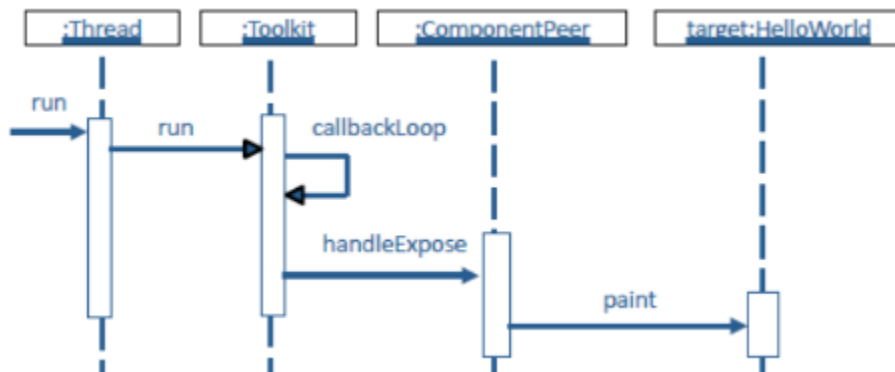 :Thread
:Toolkit
:ComponentPeer
target:HelloWorld
run
run
callbackLoop
handleExpose
paint